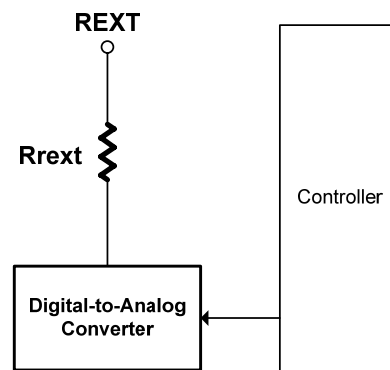 REXT
Rrext
Controller
Digital-to-Analog
Converter